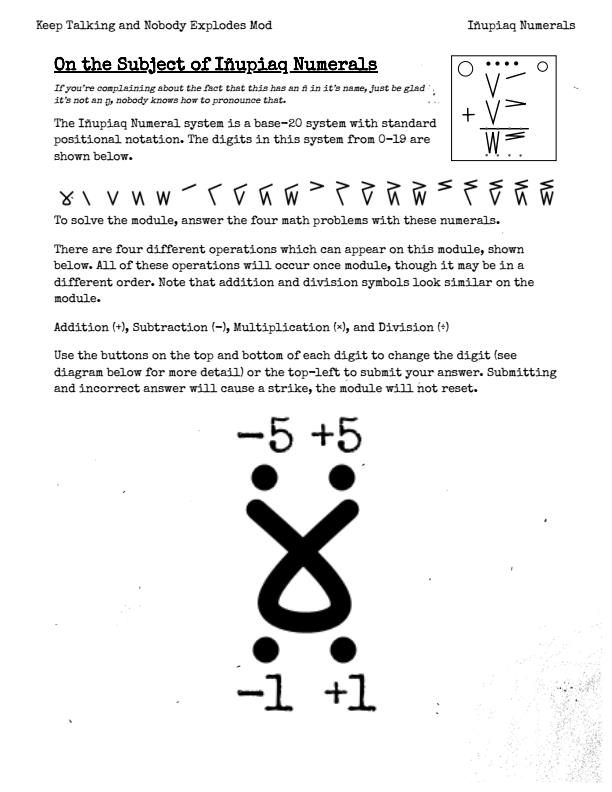 Keep Talking and Nobody Explodes Mod Iñupiaq Numerals
On the Subject of Iñupiaq Numerals
If you're complaining about the fact that this has an ñ in it's name, just be glad
it's not an ŋ, nobody knows how to pronounce that.
The Iñupiaq Numeral system is a base-20 system with standard
positional notation. The digits in this system from 0-19 are
shown below.
+
To solve the module, answer the four math problems with these numerals.
There are four different operations which can appear on this module, shown
below. All of these operations will occur once module, though it may be in a
different order. Note that addition and division symbols look similar on the
module.
Addition (+), Subtraction (-), Multiplication (×), and Division (÷)
Use the buttons on the top and bottom of each digit to change the digit (see
diagram below for more detail) or the top-left to submit your answer. Submitting
and incorrect answer will cause a strike, the module will not reset.
-5 +5
-1 +1